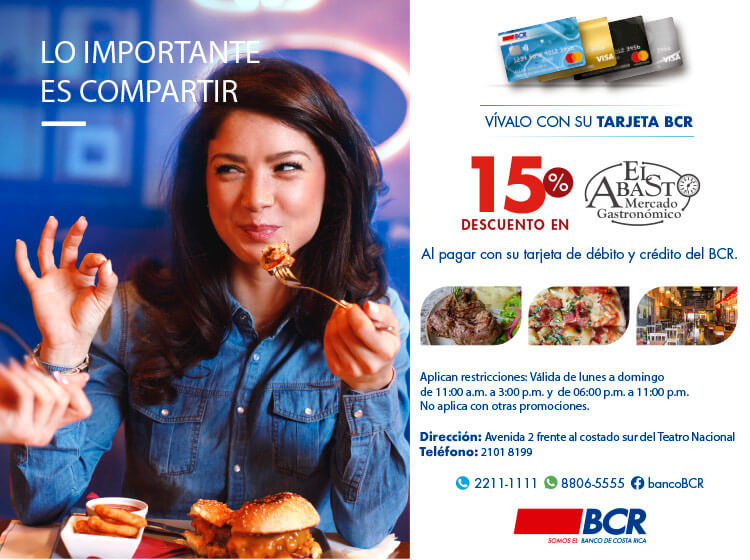 LO IMPORTANTE
ES COMPARTIR
BCR
VISA
VISA
VÍVALO CON SU TARJETA BCR
15%
DESCUENTO EN
EL
ABASTO
Mercado
Gastronómico
Al pagar con su tarjeta de débito y crédito del BCR.
Aplican restricciones: Válida de lunes a domingo
de 11:00 a.m. a 3:00 p.m. y de 06:00 p.m. a 11:00 p.m.
No aplica con otras promociones.
Dirección: Avenida 2 frente al costado sur del Teatro Nacional
Teléfono: 2101 8199
2211-1111 8806-5555 bancoBCR
BCR
SOMOS EL BANCO DE COSTA RICA